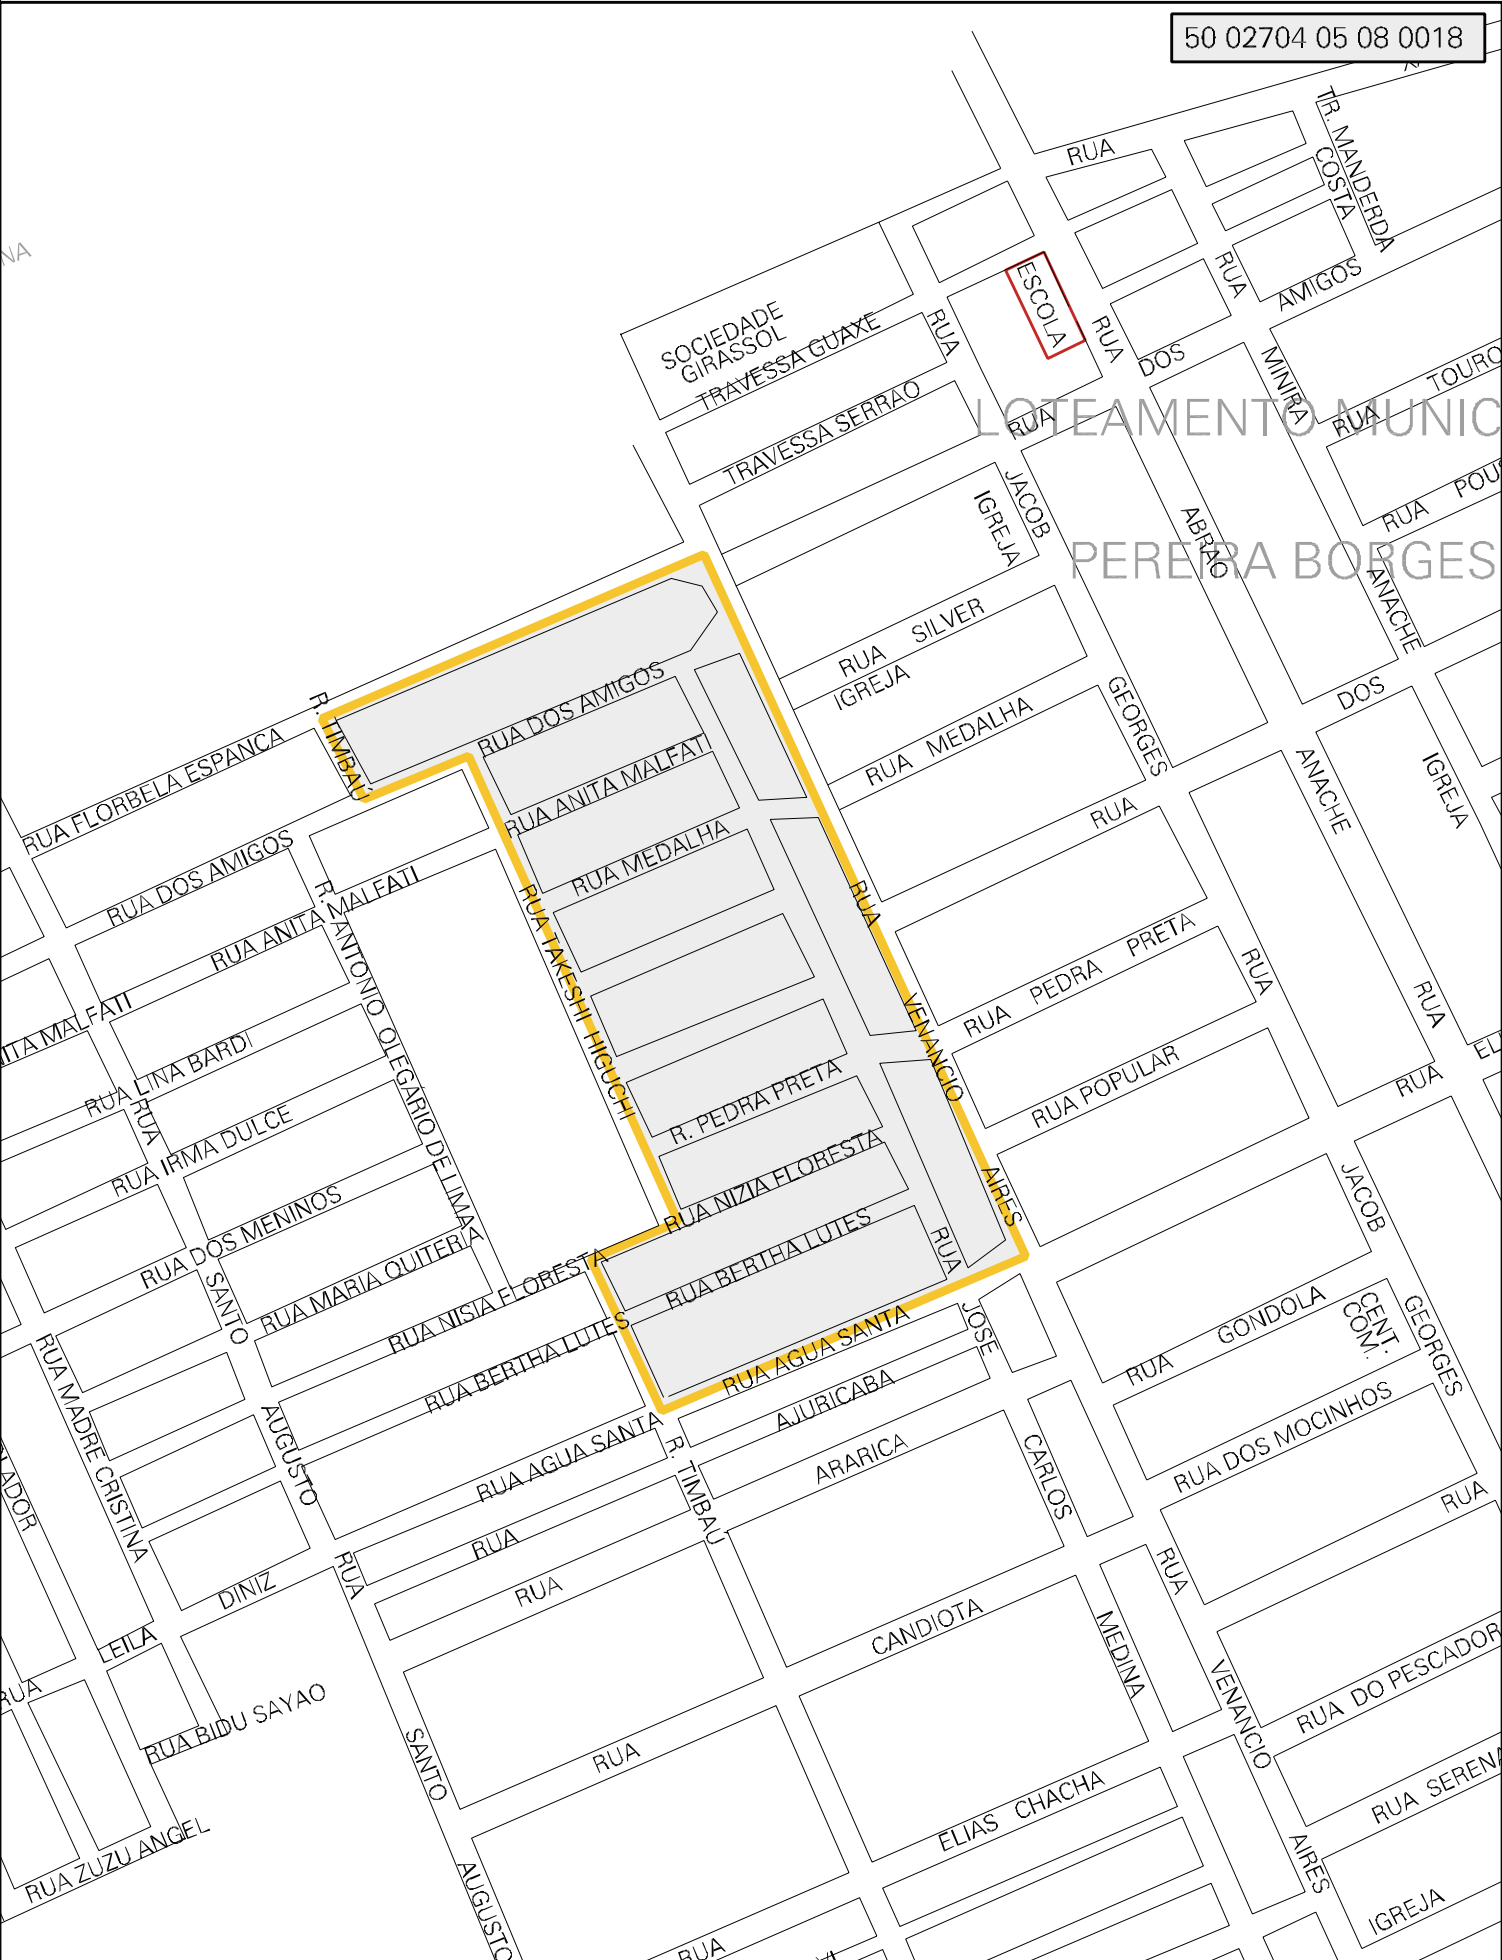 50 02704 05 08 0018
RUA
TR. MANDERDA
COSTA
RUA
AMIGOS
ESCOLA
SOCIEDADE
GIRASSOL
TRAVESSA GUAXE
RUA
RUA
DOS
MINIRA
TOURO
TRAVESSA SERRAO
RUA
RUA
LOTEAMENTO MUNIC
JACOB
IGREJA
RUA
ABRAO
PEREIRA BORGES
ANACHE
RUA SILVER
IGREJA
RUA DOS AMIGOS
R. TIMBAÚ
GEORGES
DOS
RUA MEDALHA
RUA ANITA MALFATI
RUA FLORBELA ESPANCA
ANACHE
IGREJA
RUA
RUA MEDALHA
RUA DOS AMIGOS
R. ANTONIO OLEGARIO DE LIMA
RUA ANITA MALFATI
RUA TAKESHI HIGUCHI
RUA
VENANCIO
AIRES
RUA PEDRA PRETA
RUA
RUA
RUA LINA BARDI
RUA
R. PEDRA PRETA
RUA POPULAR
RUA
RUA IRMA DULCE
RUA NIZIA FLORESTA
JACOB
RUA DOS MENINOS
RUA BERTHA LUTES
RUA
RUA MARIA QUITERIA
SANTO
RUA NISIA FLORESTA
RUA BERTHA LUTES
RUA AGUA SANTA
JOSE
RUA GONDOLA
CENT.
COM.
GEORGES
RUA MADRE CRISTINA
AUGUSTO
RUA AGUA SANTA
R. TIMBAÚ
AJURICABA
ARARICA
CARLOS
RUA DOS MOCINHOS
RUA
RUA
DINIZ
RUA
RUA
RUA
LEILA
CANDIOTA
MEDINA
RUA
RUA BIDU SAYAO
VENANCIO
RUA DO PESCADOR
SANTO
RUA
ELIAS CHACHA
RUA SERENA
RUA ZUZU ANGEL
AUGUSTO
AIRES
IGREJA
RUA